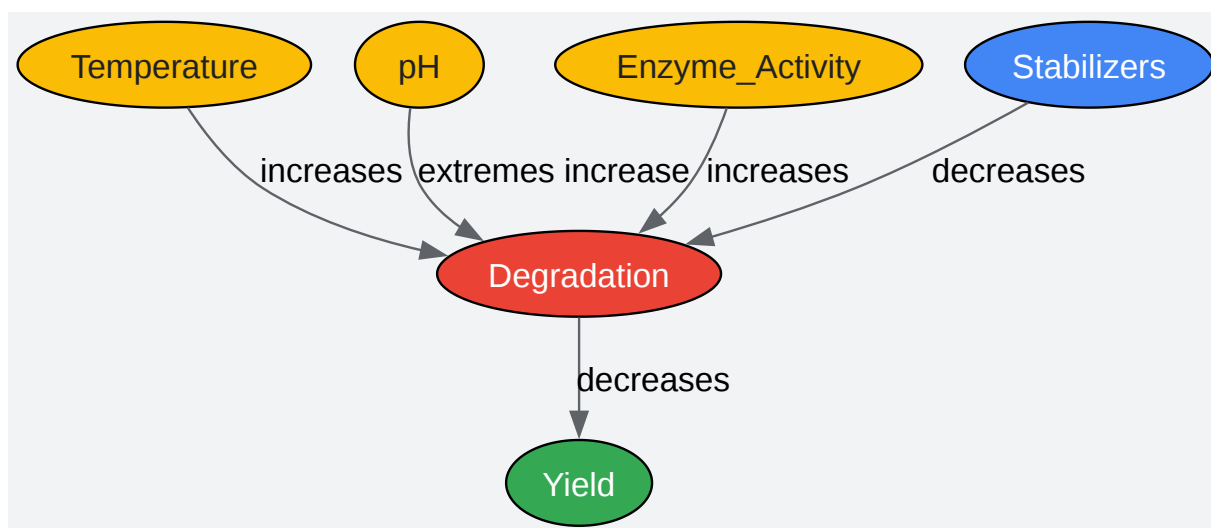 Temperature
pH
Enzyme_Activity
Stabilizers
increases
extremes increase
increases
decreases
Degradation
decreases
Yield